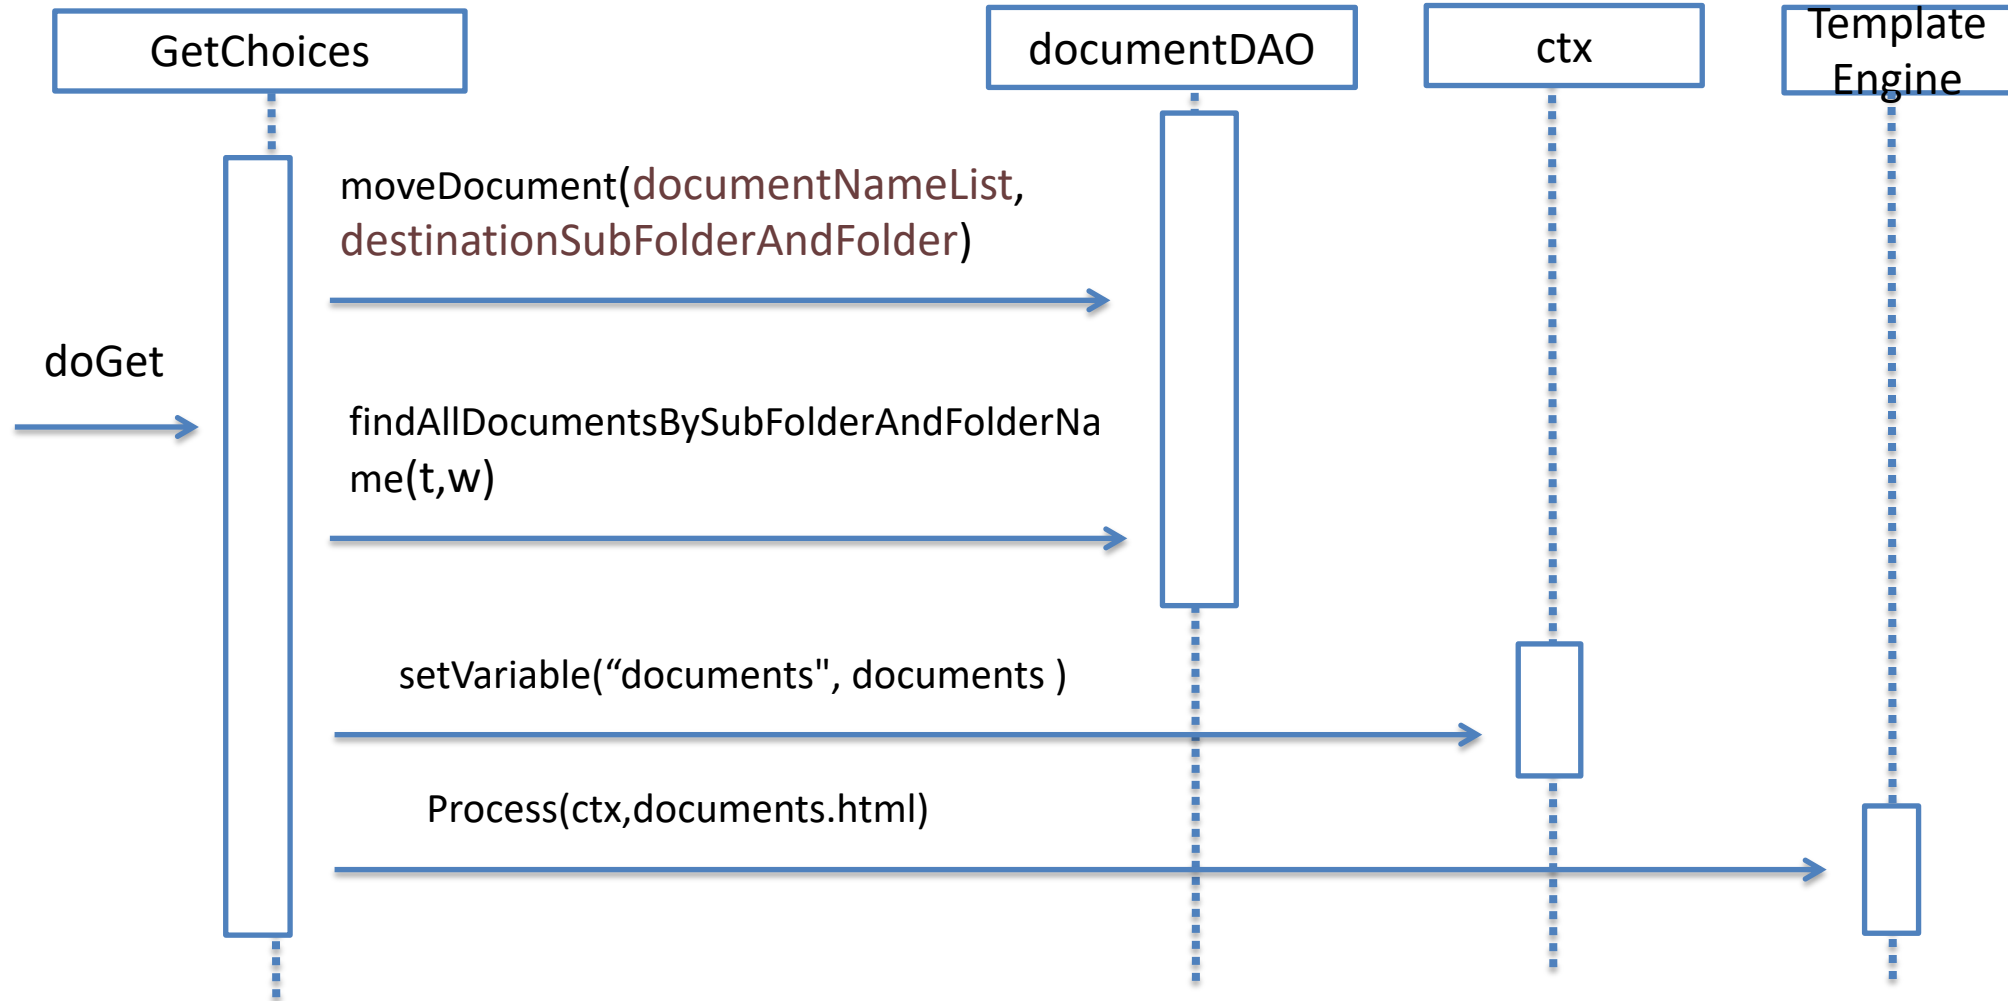 GetChoices
documentDAO
ctx
Template
Engine
moveDocument(documentNameList,
destinationSubFolderAndFolder)
doGet
findAllDocumentsBySubFolderAndFolderNa
me(t,w)
setVariable(“documents", documents )
Process(ctx,documents.html)